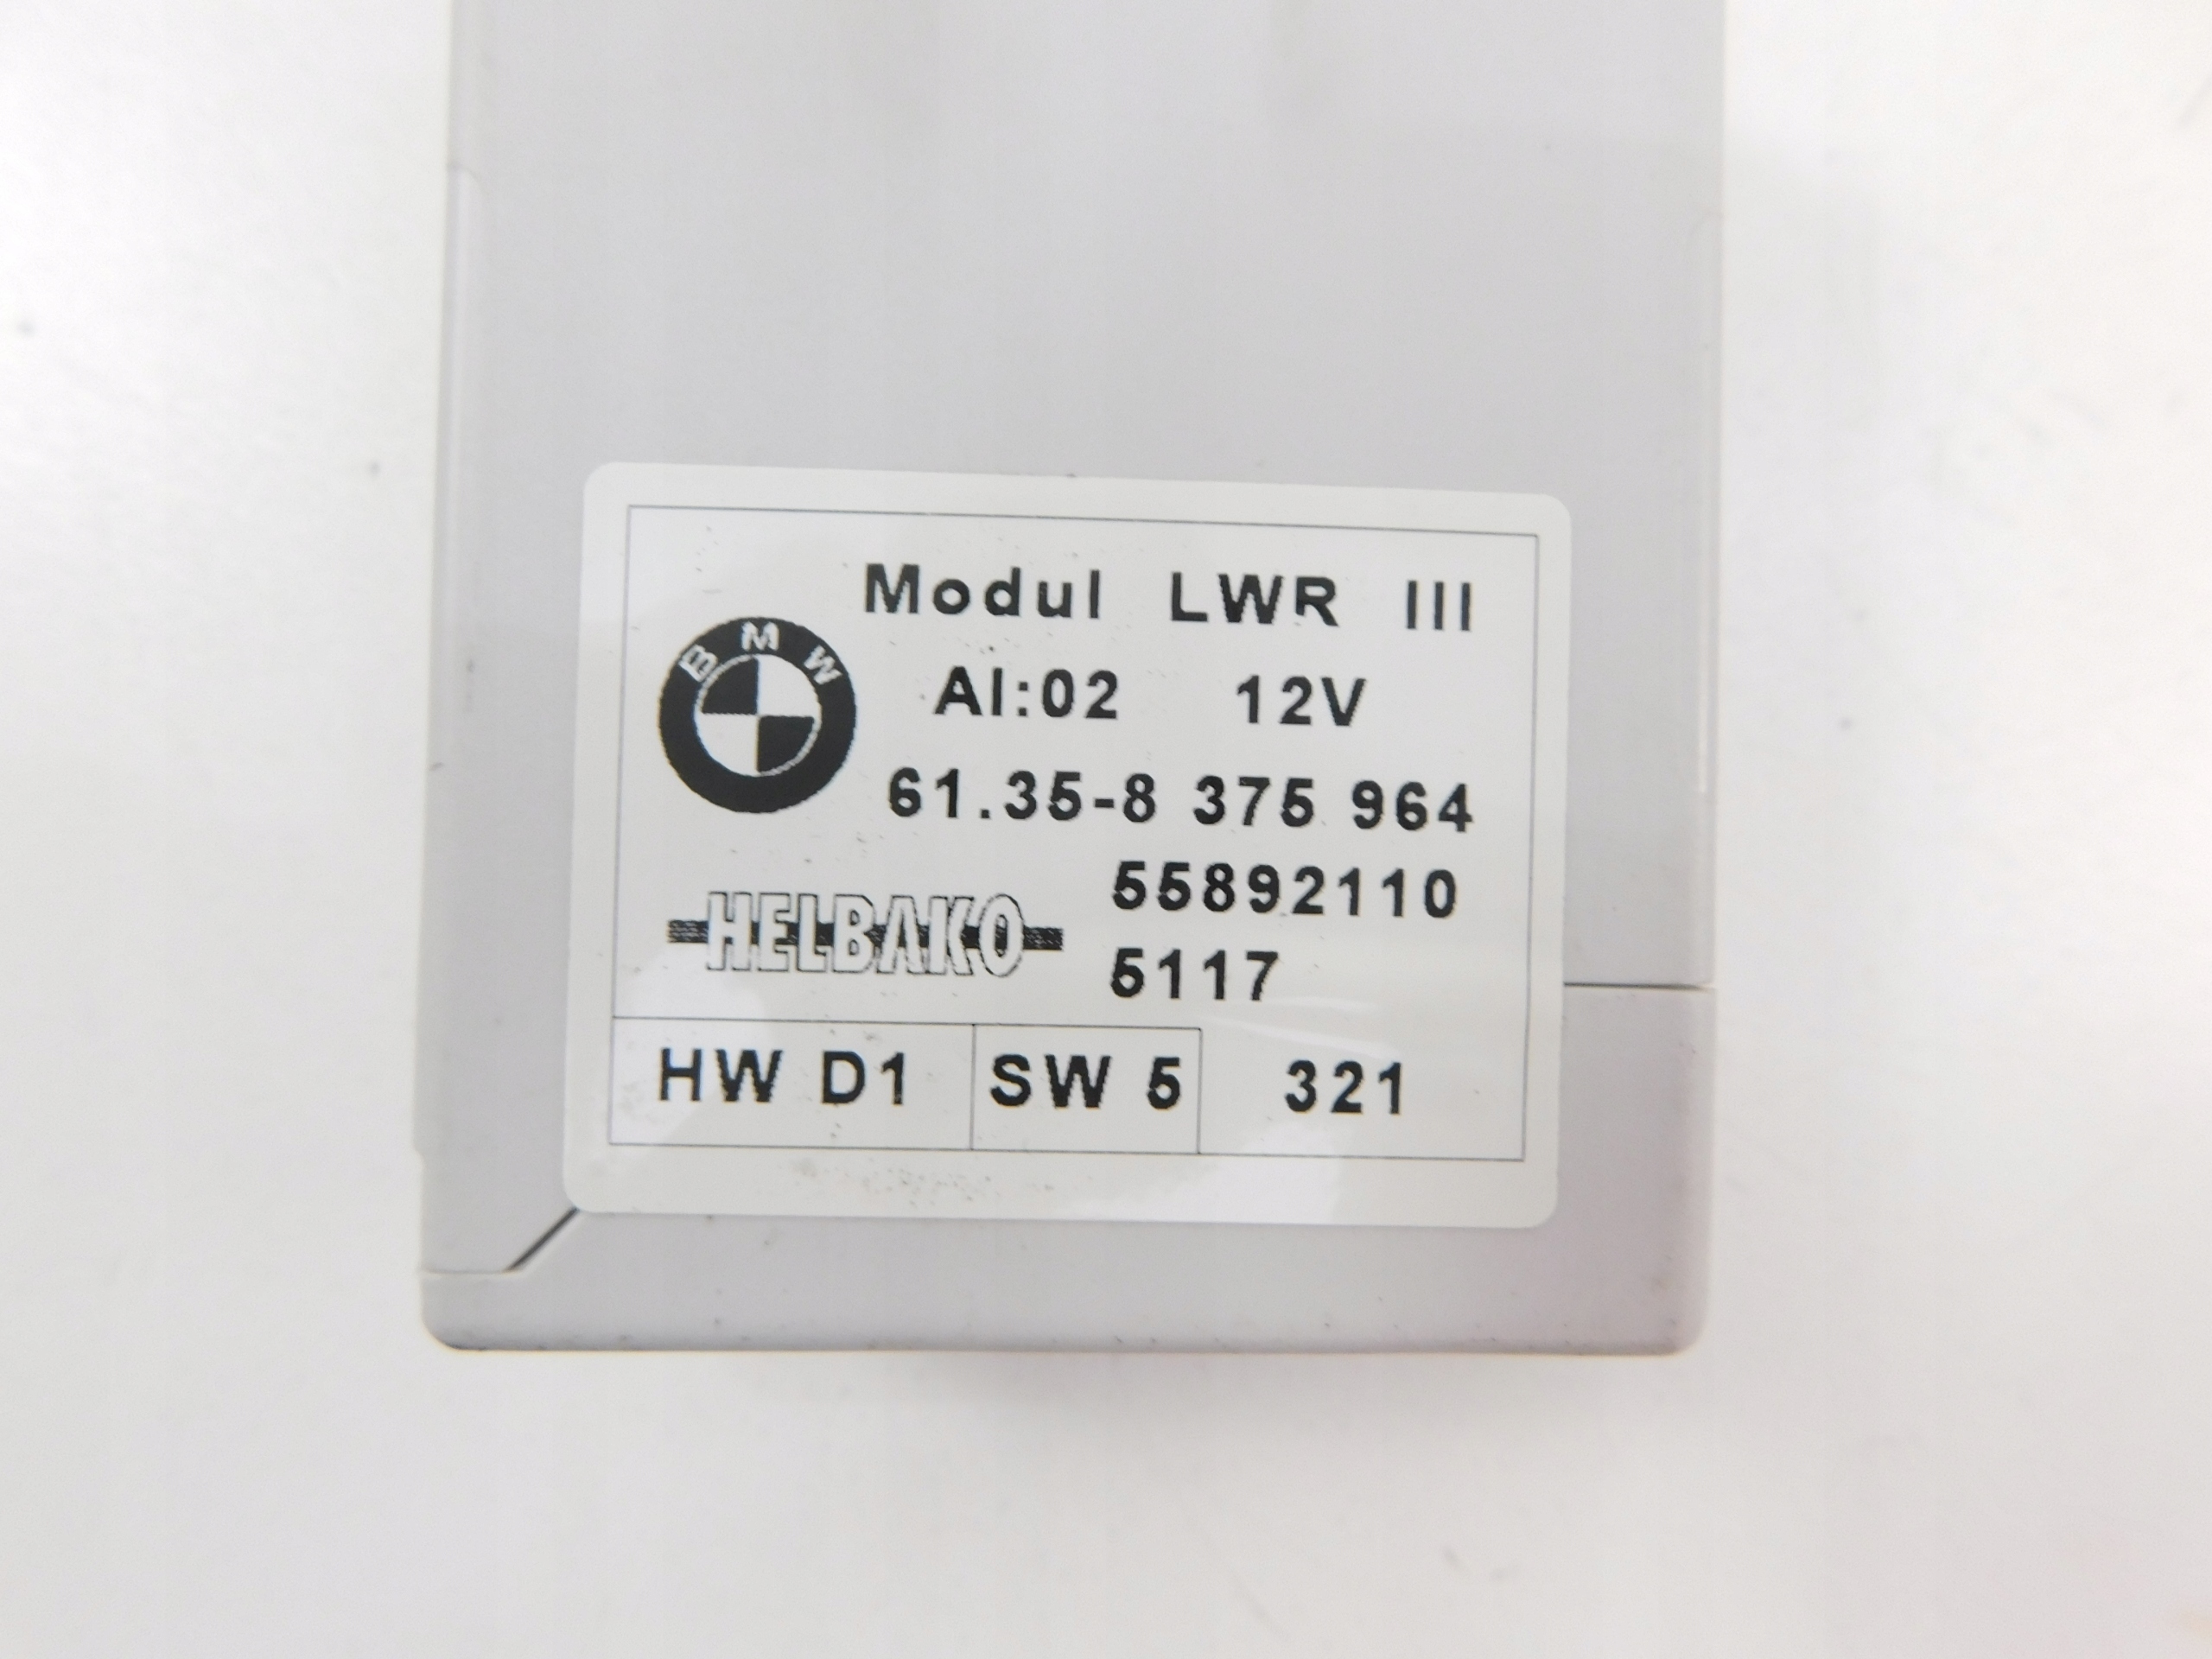 Modul LWR III
BMW
AI:02 12V
61.35-8 375 964
55892110
HELBAKO
5117
HW D1 SW 5 321